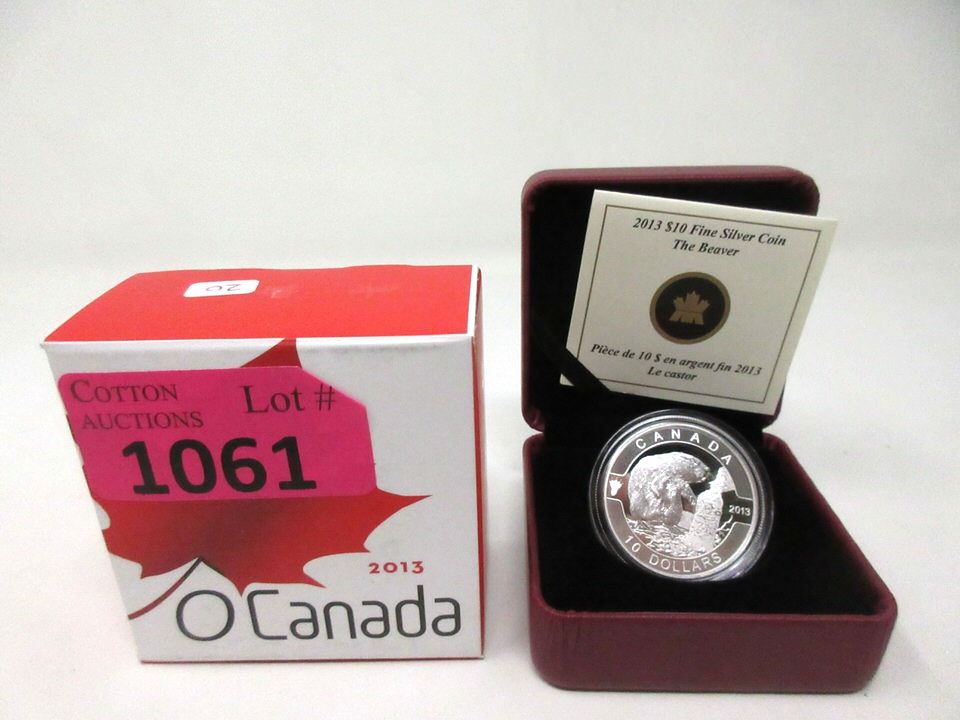 20
COTTON
AUCTIONS
Lot #
1061
2013
O Canada
2013 $10 Fine Silver Coin
The Beaver
Pièce de 10 $ en argent fin 2013
Le castor
CANADA
2013
10 DOLLARS